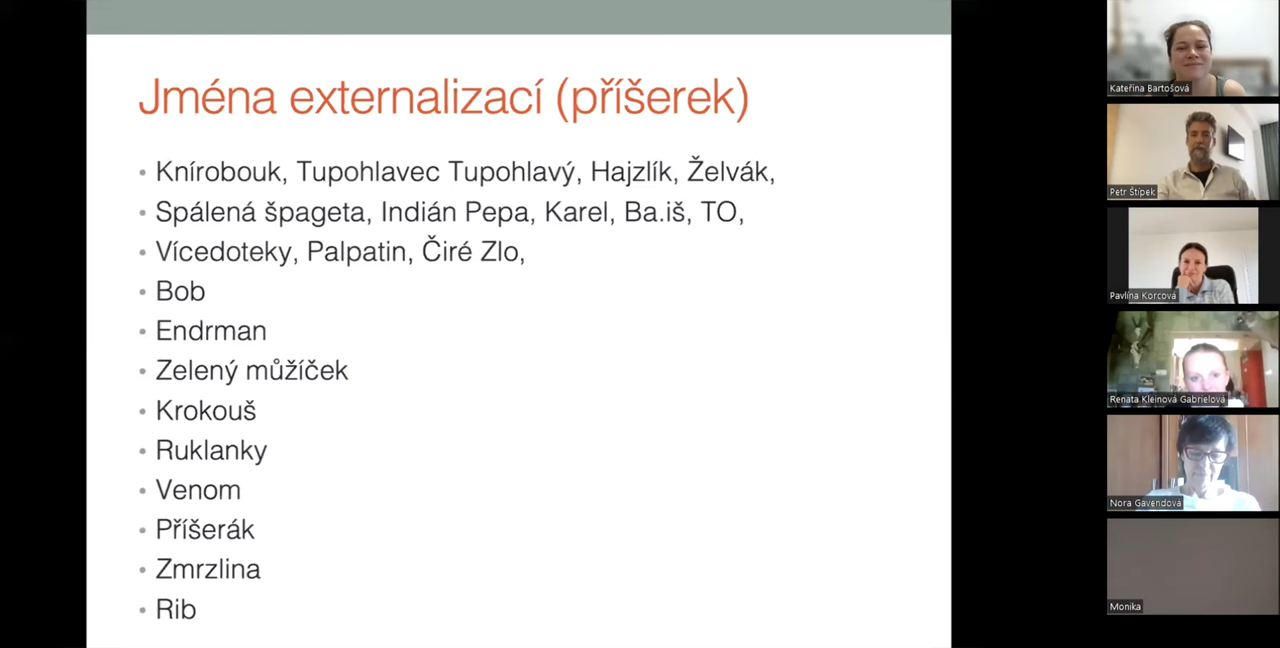 Jména externalizací (příšerek)
• Knírobouk, Tupohlavec Tupohlavý, Hajzlík, Želvák,
• Spálená špageta, Indián Pepa, Karel, Ba.iš, TO,
• Vícedoteky, Palpatin, Čiré Zlo,
• Bob
• Endrman
• Zelený můžíček
• Krokouš
• Ruklanky
• Venom
• Příšerák
• Zmrzlina
• Rib
Kateřina Bartošová
Petr Štípek
Pavlína Korcová
Renata Kleinová Gabrielová
Nora Gavendová
Monika